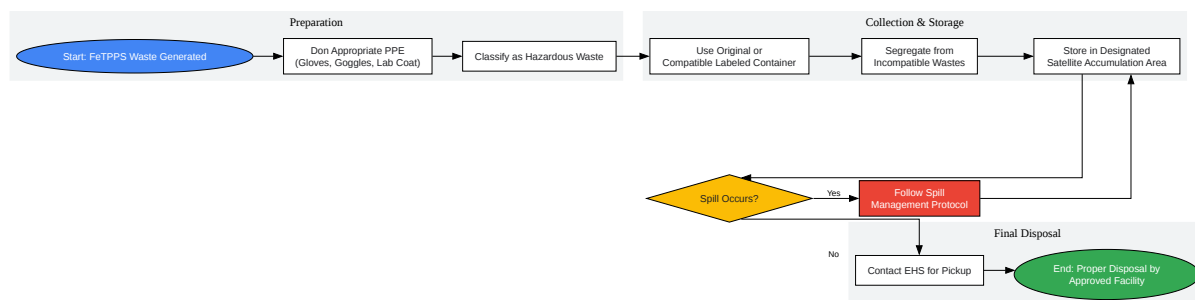 Preparation
Start: FeTPPS Waste Generated
Don Appropriate PPE
(Gloves, Goggles, Lab Coat)
Classify as Hazardous Waste
Collection & Storage
Use Original or
Compatible Labeled Container
Segregate from
Incompatible Wastes
Store in Designated
Satellite Accumulation Area
Spill Occurs?
Yes
Follow Spill
Management Protocol
No
Final Disposal
Contact EHS for Pickup
End: Proper Disposal by
Approved Facility